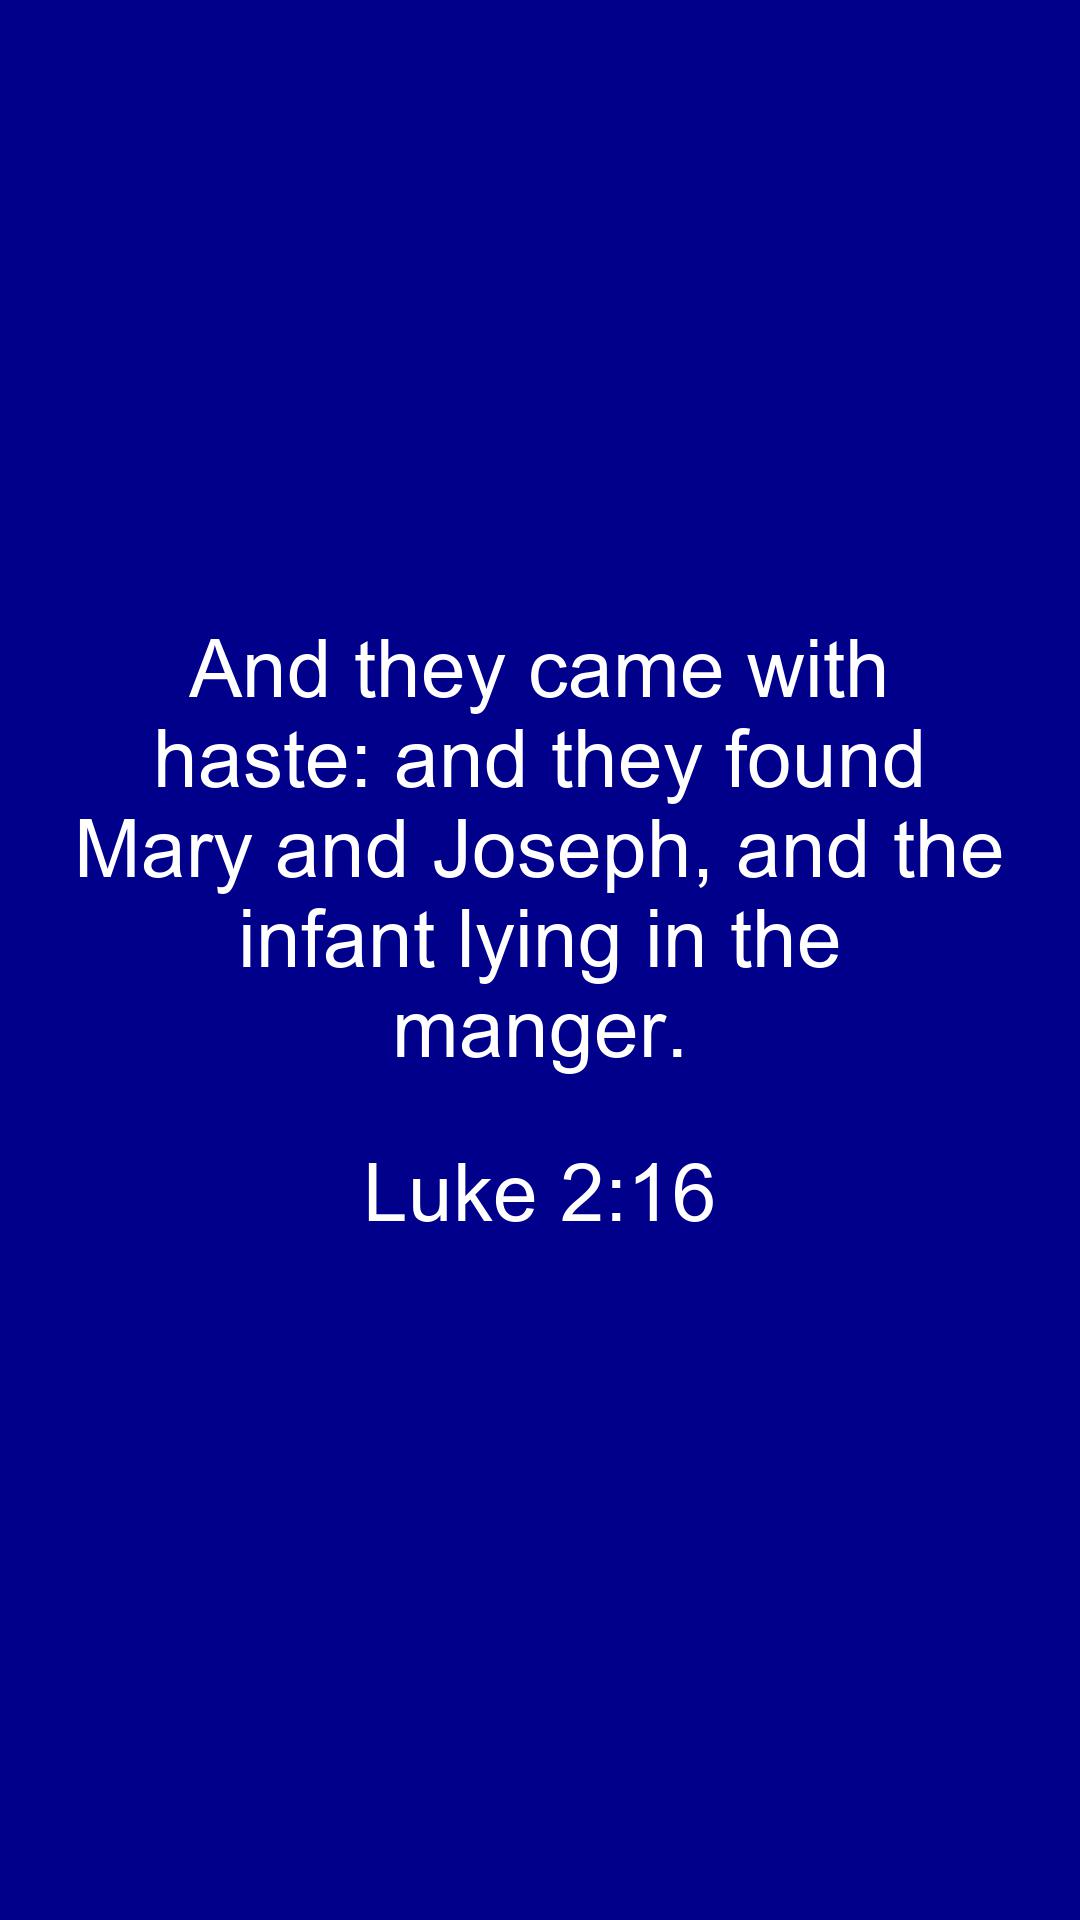 And they came with
haste: and they found
Mary and Joseph, and the
infant lying in the
manger.
Luke 2:16